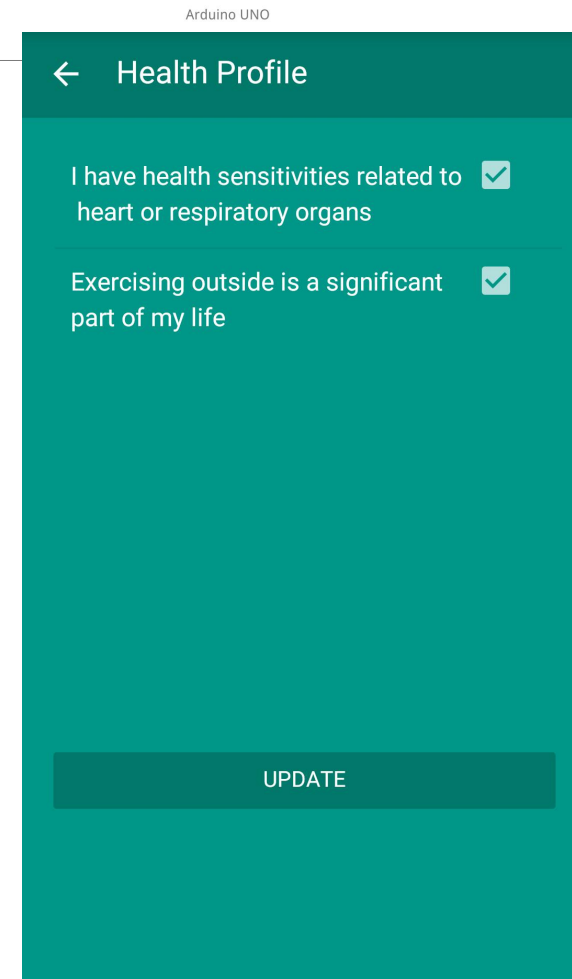 Arduino UNO
Health Profile
I have health sensitivities related to
heart or respiratory organs
Exercising outside is a significant
part of my life
UPDATE